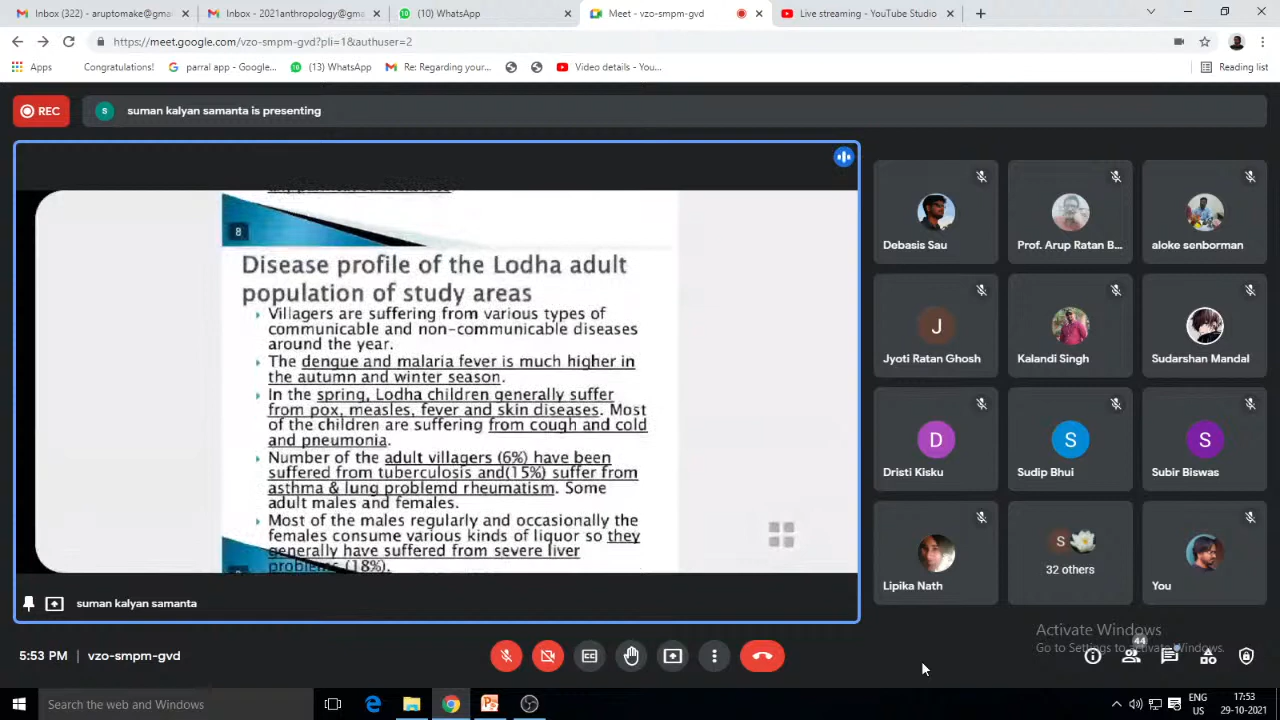 Inbox (322) - aruptomake@gmai
Inbox - 2021anthropology@gma
(10) WhatsApp
Meet - vzo-smpm-gvd
Live streaming - YouTube Studio
https://meet.google.com/vzo-smpm-gvd?pli=1&authuser=2
Apps
Congratulations!
parral app - Google...
(13) WhatsApp
Re: Regarding your...
Video details - You...
Reading list
REC
s
suman kalyan samanta is presenting
8
Disease profile of the Lodha adult
population of study areas
Villagers are suffering from various types of
communicable and non-communicable diseases
around the year.
The dengue and malaria fever is much higher in
the autumn and winter season.
In the spring, Lodha children generally suffer
from pox, measles, fever and skin diseases. Most
of the children are suffering from cough and cold
and pneumonia.
Number of the adult villagers (6%) have been
suffered from tuberculosis and(15%) suffer from
asthma & lung problemd rheumatism. Some
adult males and females.
Most of the males regularly and occasionally the
females consume various kinds of liquor so they
generally have suffered from severe liver
problems (18%).
suman kalyan samanta
Debasis Sau
Prof. Arup Ratan B...
aloke senborman
J
Jyoti Ratan Ghosh
Kalandi Singh
Sudarshan Mandal
D
Dristi Kisku
S
Sudip Bhui
S
Subir Biswas
Lipika Nath
S
32 others
You
Activate Windows
Go to Settings to activate Windows.
5:53 PM | vzo-smpm-gvd
CC
44
Search the web and Windows
ENG
US
17:53
29-10-2021